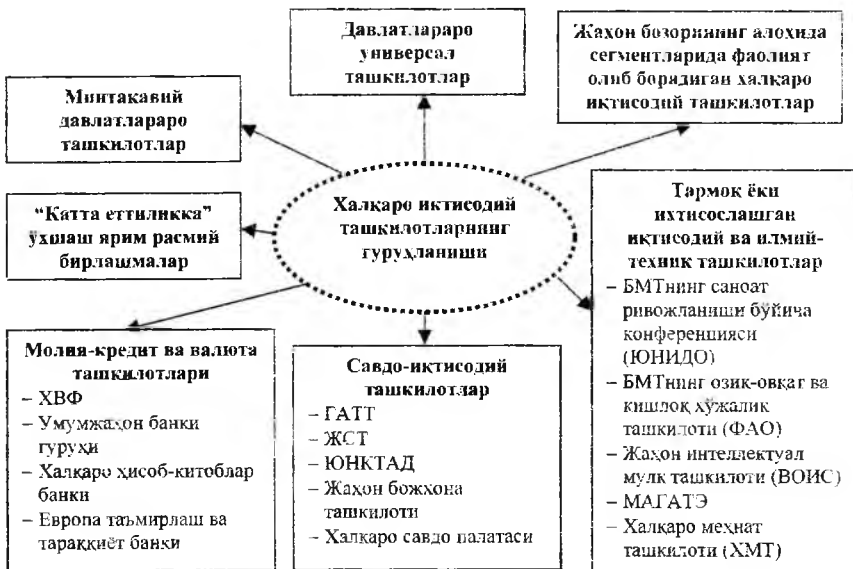 Давлатлараро
универсал
ташкилотлар
Жаҳон бозорининг алоҳида
сегментларида фаолият
олиб борадиган халқаро
иқтисодий ташкилотлар
Минтақавий
давлатлараро
ташкилотлар
“Катта еттиликка”
ўхшаш ярим расмий
бирлашмалар
Халқаро иқтисодий
ташкилотларнинг
гуруҳланиши
Тармоқ ёки
ихтисослашган
иқтисодий ва илмий-
техник ташкилотлар
– БМТнинг саноат
ривожланиши бўйича
конференцияси
(ЮНИДО)
– БМТнинг озиқ-овқат ва
қишлоқ хўжалик
ташкилоти (ФАО)
– Жаҳон интеллектуал
мулк ташкилоти (ВОИС)
– МАГАТЭ
– Халқаро меҳнат
ташкилоти (ХМТ)
Молия-кредит ва валюта
ташкилотлари
– ХВФ
– Умумжаҳон банки
гуруҳи
– Халқаро ҳисоб-китоблар
банки
– Европа таъмирлаш ва
тараққиёт банки
Савдо-иқтисодий
ташкилотлар
– ГАТТ
– ЖСТ
– ЮНКТАД
– Жаҳон божхона
ташкилоти
– Халқаро савдо палатаси